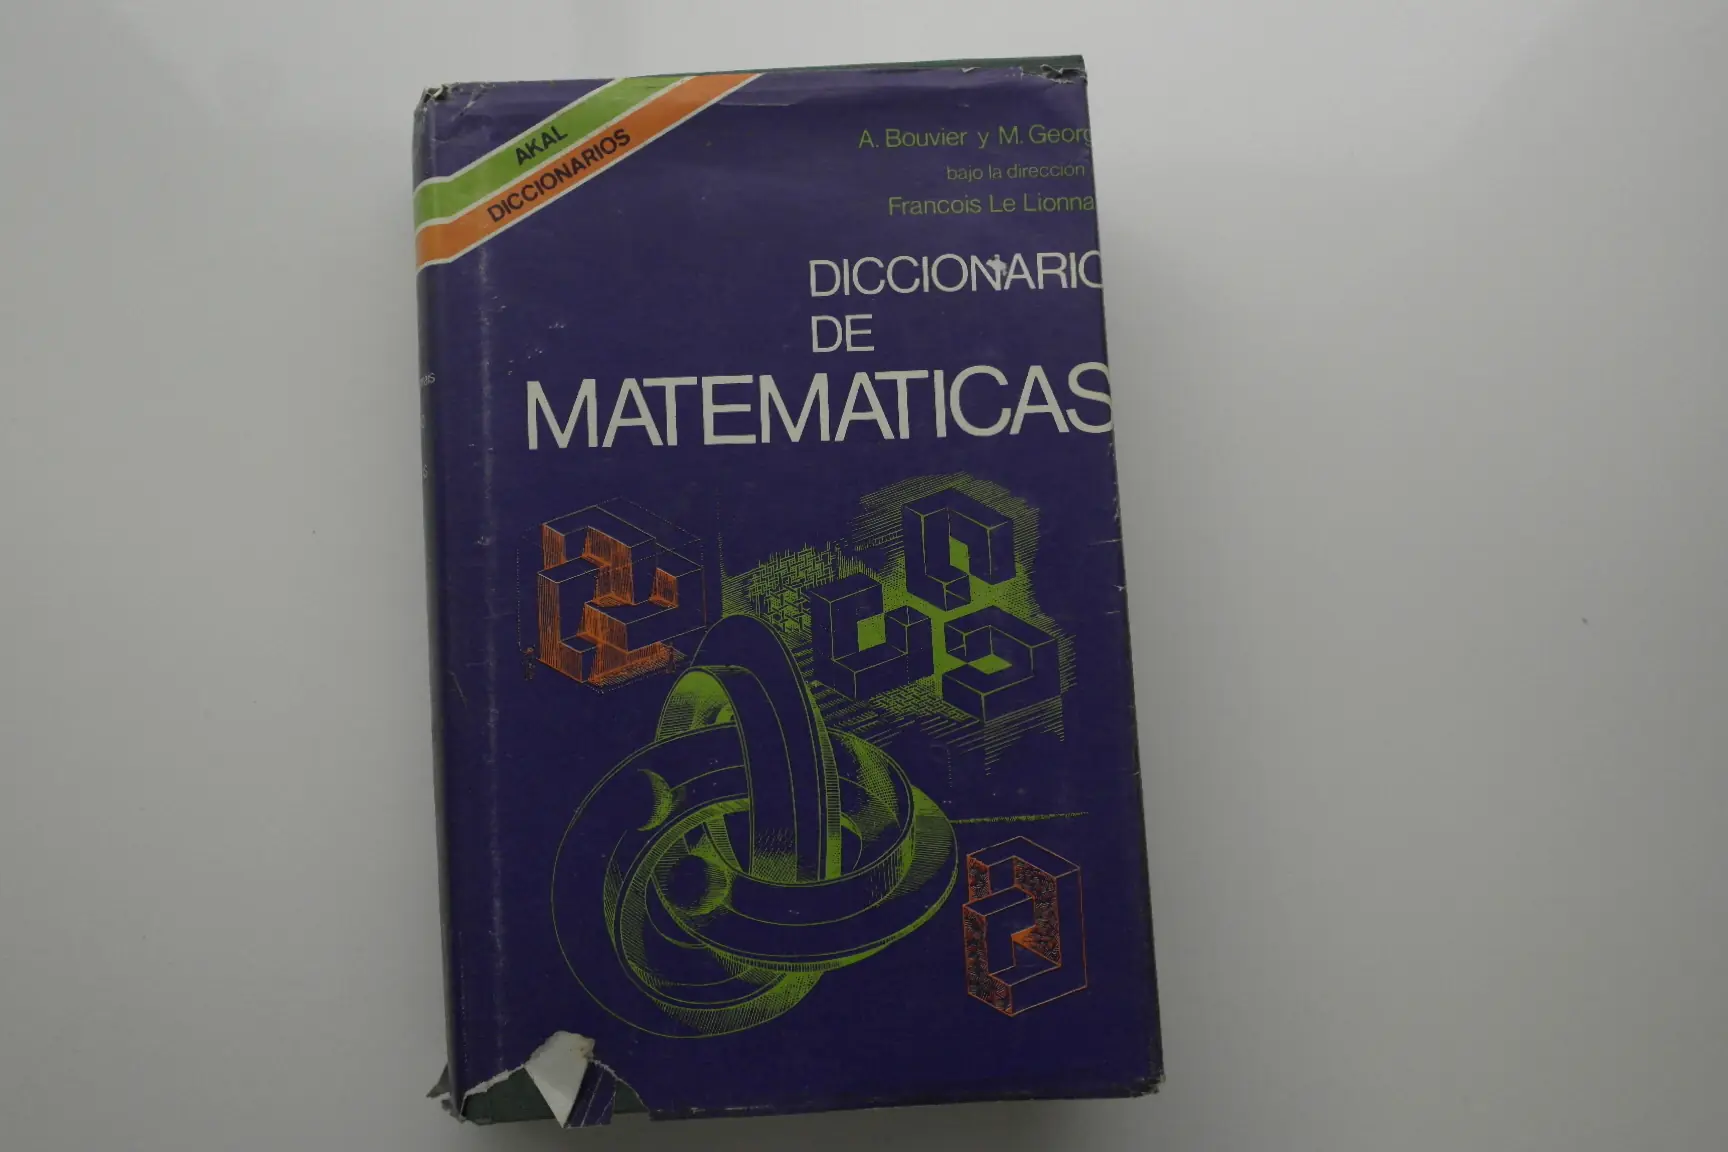 AKAL
DICCIONARIOS
A. Bouvier y M. Georg
bajo la dirección
Francois Le Lionna
DICCIONARIO
DE
MATEMATICAS